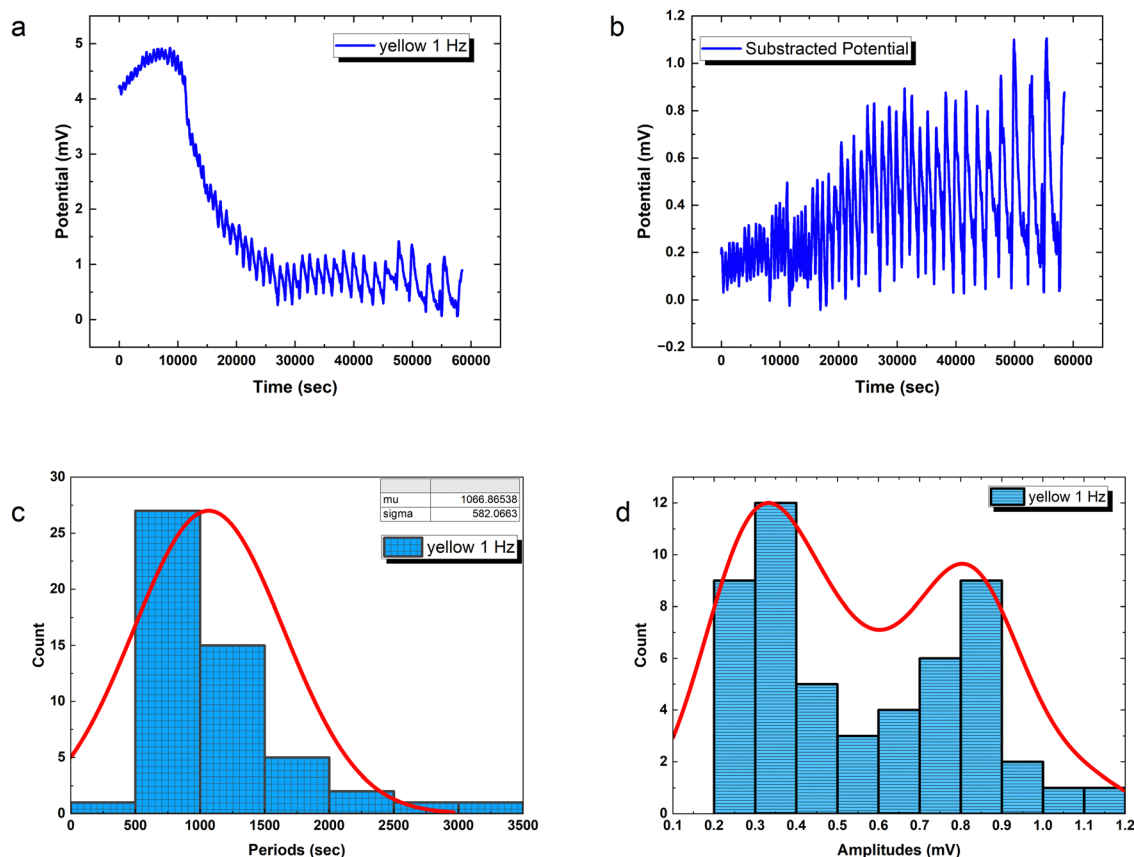 a
yellow 1 Hz
Potential (mV)
5
4
3
2
1
0
0 10000 20000 30000 40000 50000 60000
Time (sec)
b
Substracted Potential
Potential (mV)
1.2
1.0
0.8
0.6
0.4
0.2
0.0
−0.2
0 10000 20000 30000 40000 50000 60000
Time (sec)
c
mu 1066.86538
sigma 582.0663
yellow 1 Hz
Count
30
25
20
15
10
5
0
0 500 1000 1500 2000 2500 3000 3500
Periods (sec)
d
yellow 1 Hz
Count
12
10
8
6
4
2
0
0.1 0.2 0.3 0.4 0.5 0.6 0.7 0.8 0.9 1.0 1.1 1.2
Amplitudes (mV)